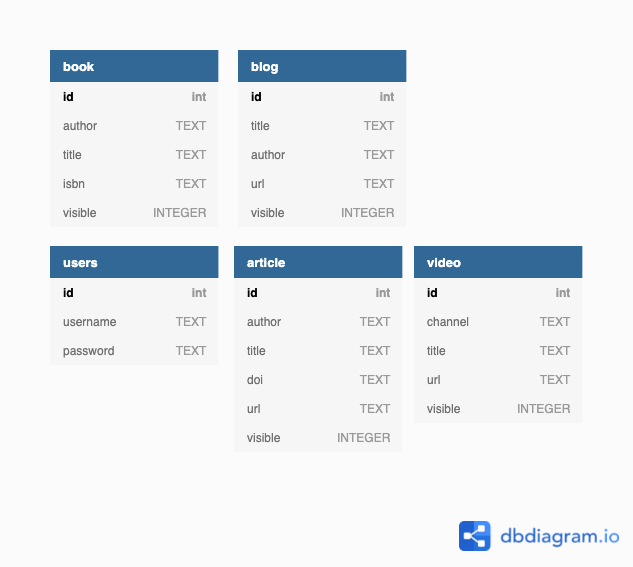 book
id int
author TEXT
title TEXT
isbn TEXT
visible INTEGER
blog
id int
title TEXT
author TEXT
url TEXT
visible INTEGER
users
id int
username TEXT
password TEXT
article
id int
author TEXT
title TEXT
doi TEXT
url TEXT
visible INTEGER
video
id int
channel TEXT
title TEXT
url TEXT
visible INTEGER
dbdiagram.io